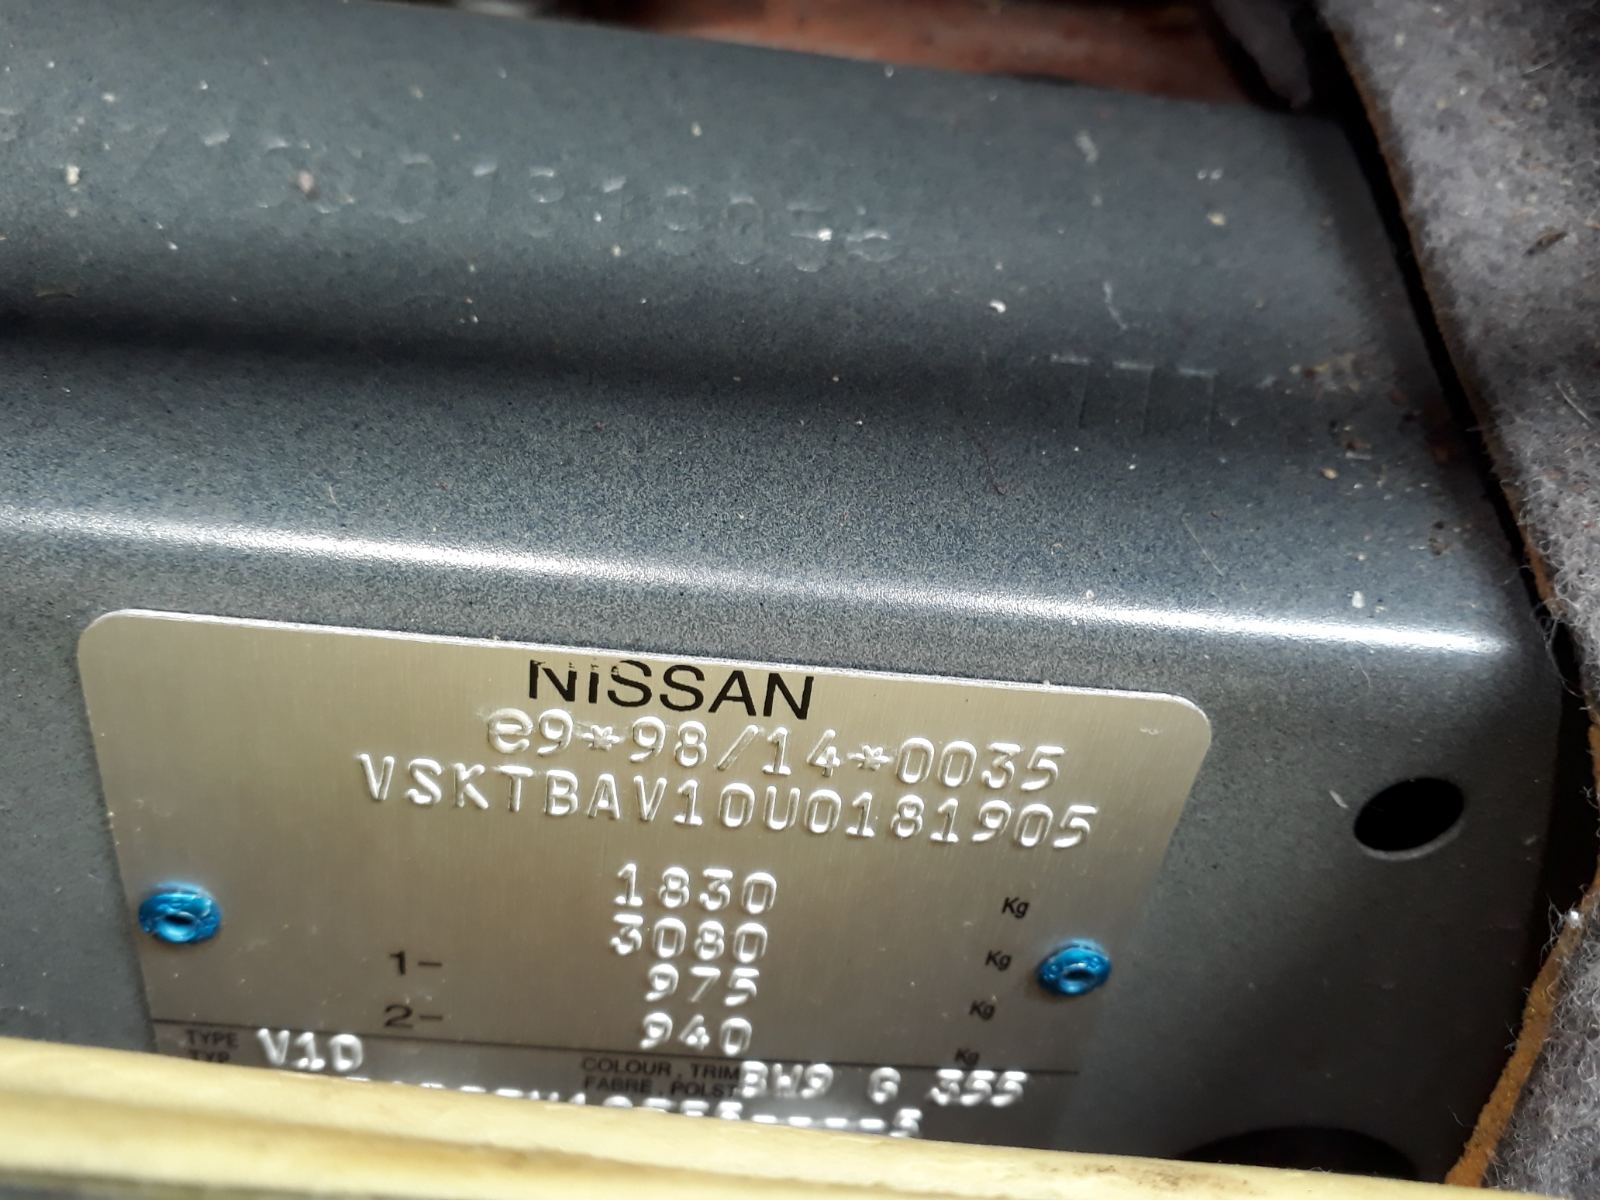 NISSAN
e9*98/14*0035
VSKTBAV10U0181905
1830 Kg
3080 Kg
1- 975 Kg
2- 940 Kg
TYPE V10 COLOUR, TRIM BW9 G 355
TYP FABRE, POLST